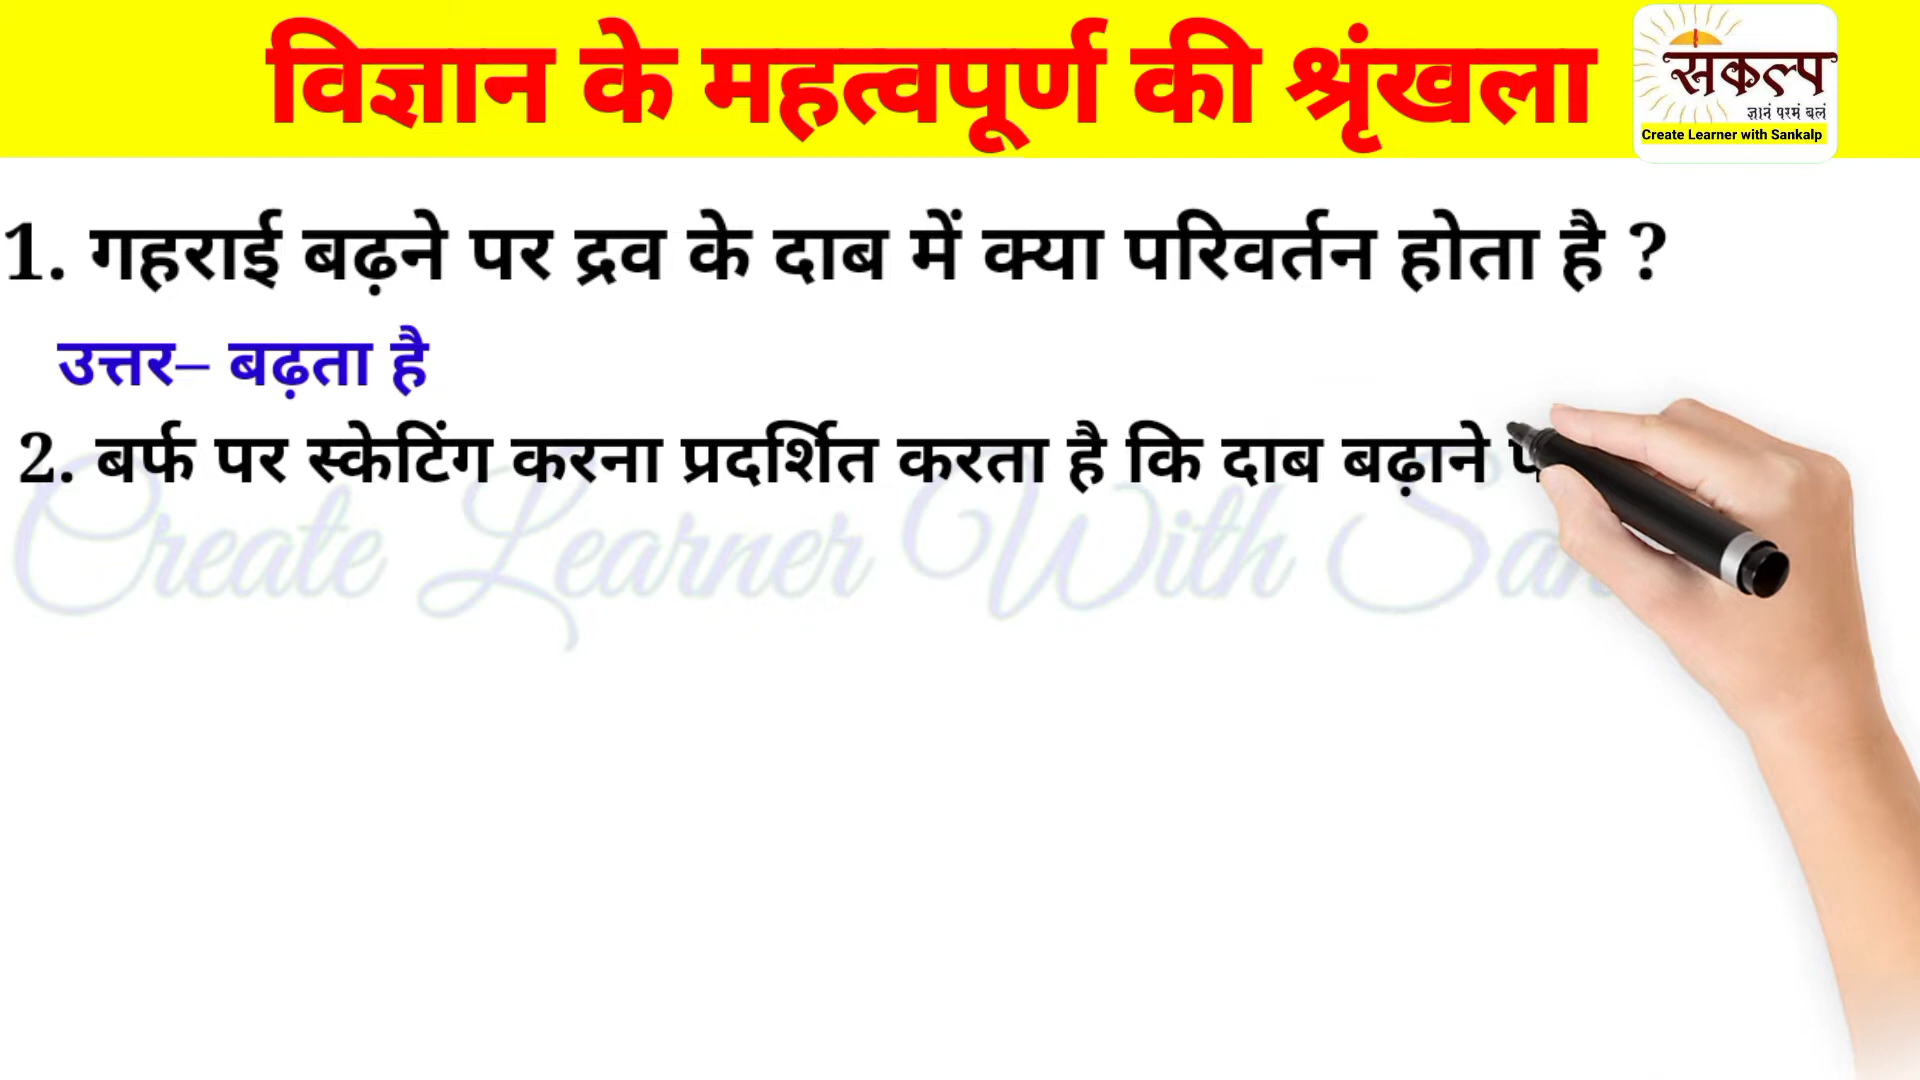 विज्ञान के महत्वपूर्ण की श्रृंखला
संकल्प
ज्ञानं परमं बलं
Create Learner with Sankalp
1. गहराई बढ़ने पर द्रव के दाब में क्या परिवर्तन होता है ?
उत्तर– बढ़ता है
2. बर्फ पर स्केटिंग करना प्रदर्शित करता है कि दाब बढ़ाने
Create Learner With